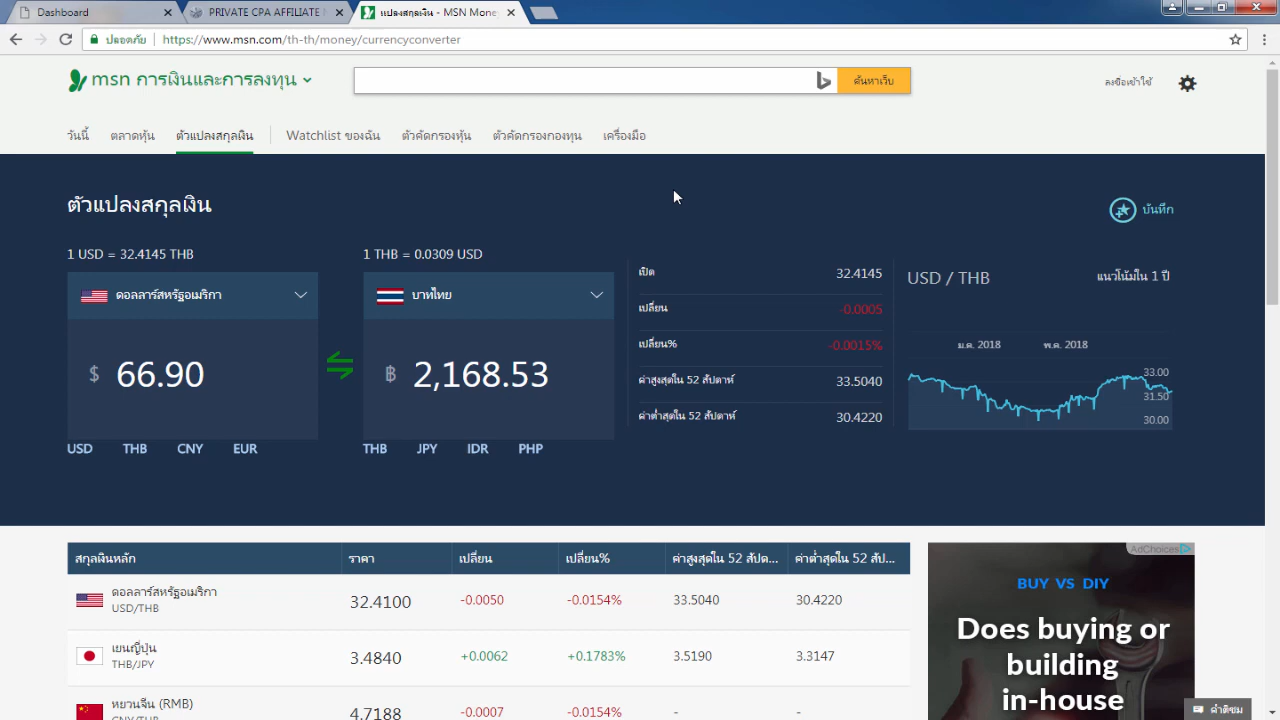 Dashboard
PRIVATE CPA AFFILIATE
แปลงสกุลเงิน - MSN Mone
ปลอดภัย
https://www.msn.com/th-th/money/currencyconverter
msn การเงินและการลงทุน
ค้นหาเว็บ
ลงชื่อเข้าใช้
วันนี้
ตลาดหุ้น
ตัวแปลงสกุลเงิน
Watchlist ของฉัน
ตัวคัดกรองหุ้น
ตัวคัดกรองกองทุน
เครื่องมือ
ตัวแปลงสกุลเงิน
บันทึก
1 USD = 32.4145 THB
1 THB = 0.0309 USD
ดอลลาร์สหรัฐอเมริกา
บาทไทย
$ 66.90
฿ 2,168.53
USD THB CNY EUR
THB JPY IDR PHP
เปิด 32.4145
เปลี่ยน -0.0005
เปลี่ยน% -0.0015%
ค่าสูงสุดใน 52 สัปดาห์ 33.5040
ค่าต่ำสุดใน 52 สัปดาห์ 30.4220
USD / THB
แนวโน้มใน 1 ปี
ม.ค. 2018 พ.ค. 2018
33.00
31.50
30.00
สกุลเงินหลัก ราคา เปลี่ยน เปลี่ยน% ค่าสูงสุดใน 52 สัปด... ค่าต่ำสุดใน 52 สัป...
ดอลลาร์สหรัฐอเมริกา
USD/THB
32.4100 -0.0050 -0.0154% 33.5040 30.4220
เยนญี่ปุ่น
THB/JPY
3.4840 +0.0062 +0.1783% 3.5190 3.3147
หยวนจีน (RMB)
CNY/THB
4.7188 -0.0007 -0.0154% - -
AdChoices
BUY VS DIY
Does buying or
building
in-house
คำติชม